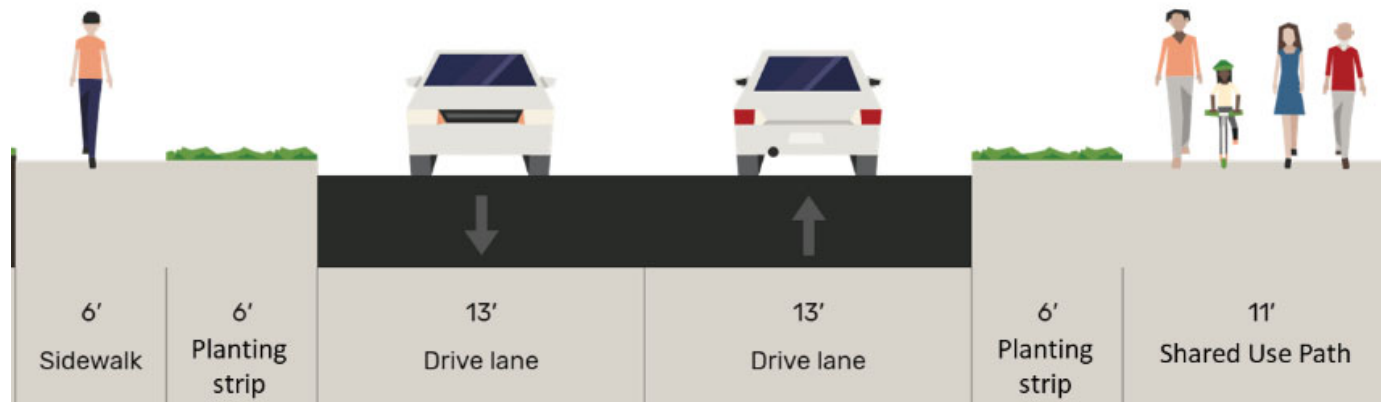 6′
Sidewalk
6′
Planting
strip
13′
Drive lane
13′
Drive lane
6′
Planting
strip
11′
Shared Use Path